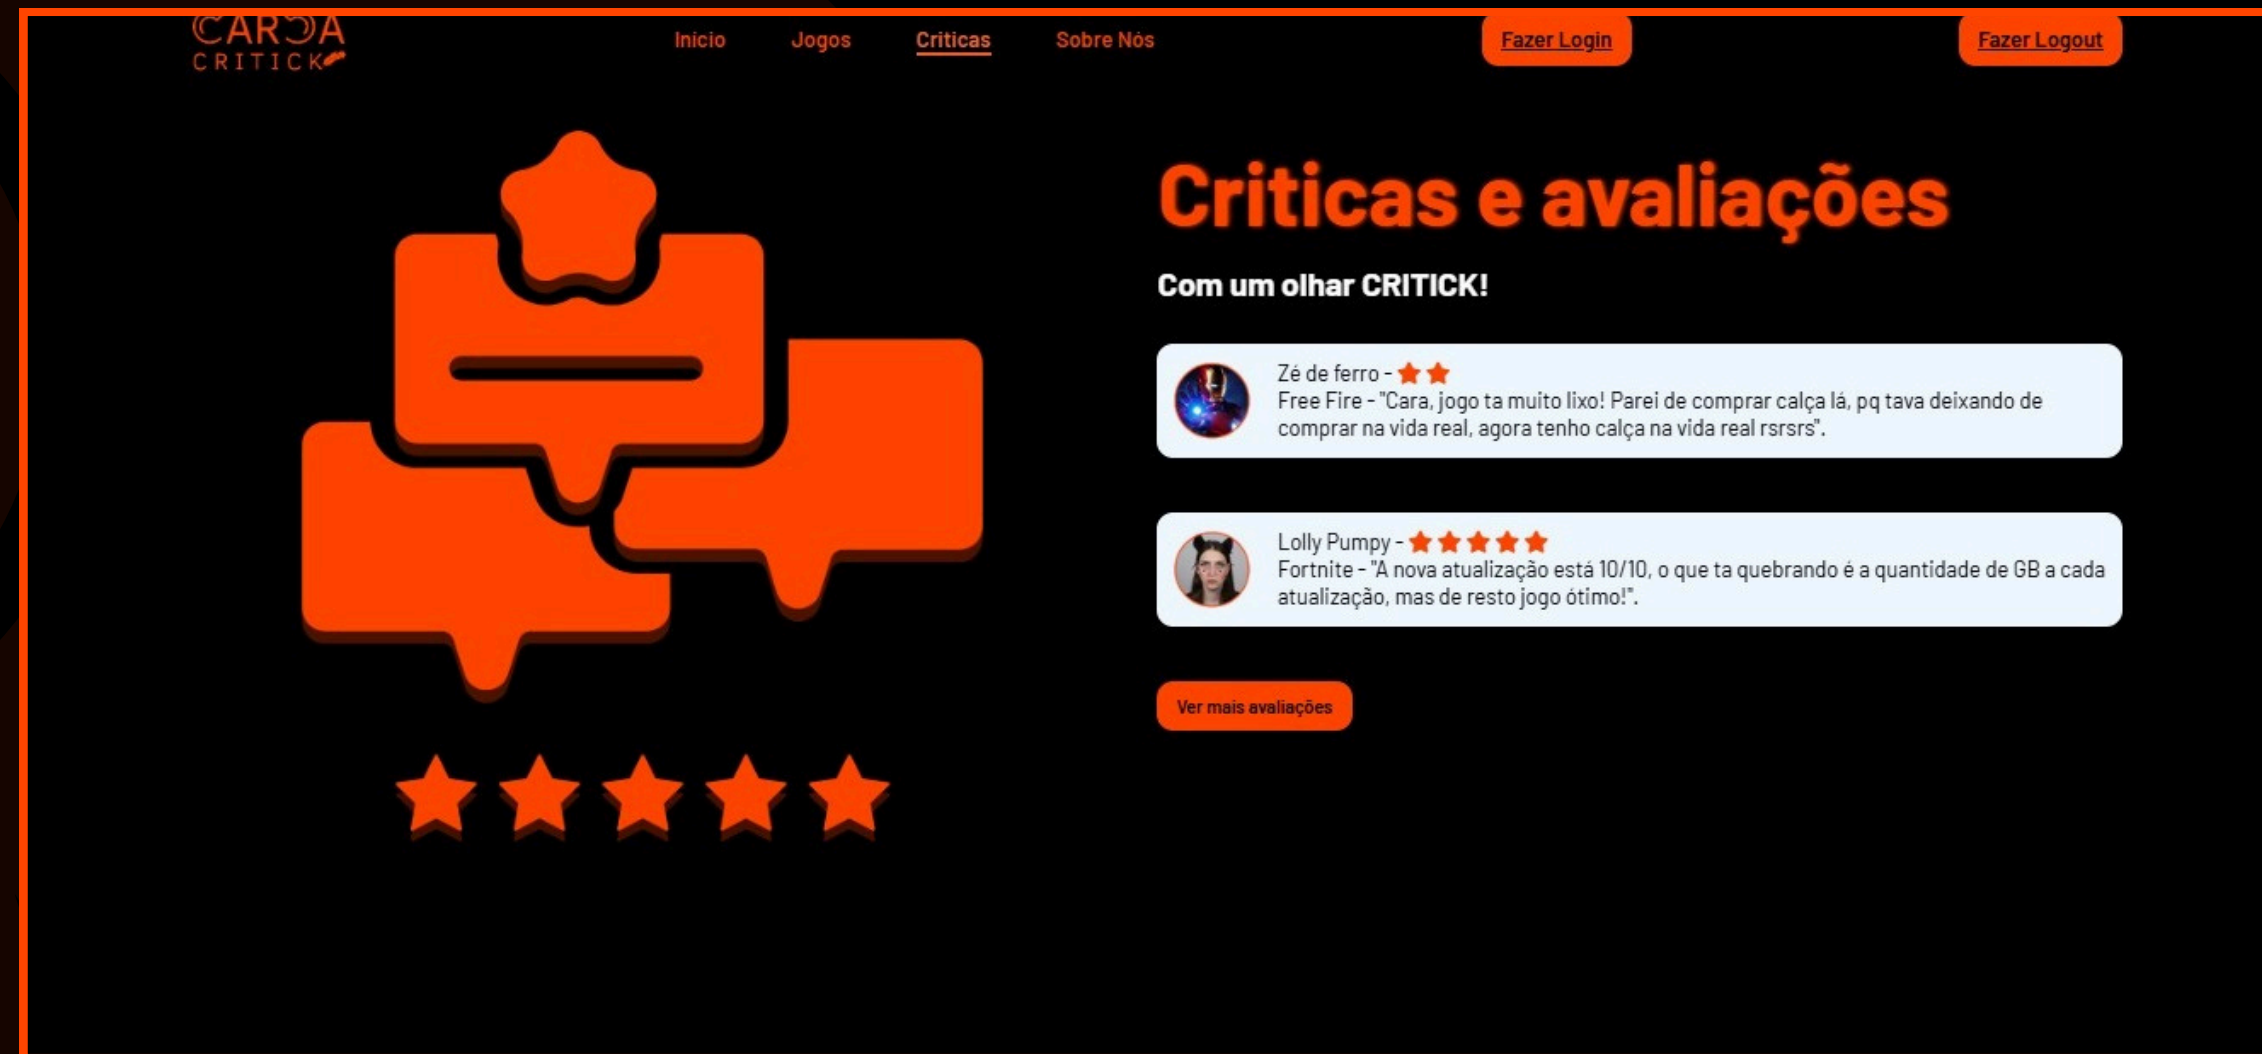 CARCA
CRITICK
Início
Jogos
Criticas
Sobre Nós
Fazer Login
Fazer Logout
Criticas e avaliações
Com um olhar CRITICK!
Zé de ferro -
Free Fire - "Cara, jogo ta muito lixo! Parei de comprar calça lá, pq tava deixando de
comprar na vida real, agora tenho calça na vida real rsrsrs".
Lolly Pumpy -
Fortnite - "A nova atualização está 10/10, o que ta quebrando é a quantidade de GB a cada
atualização, mas de resto jogo ótimo!".
Ver mais avaliações